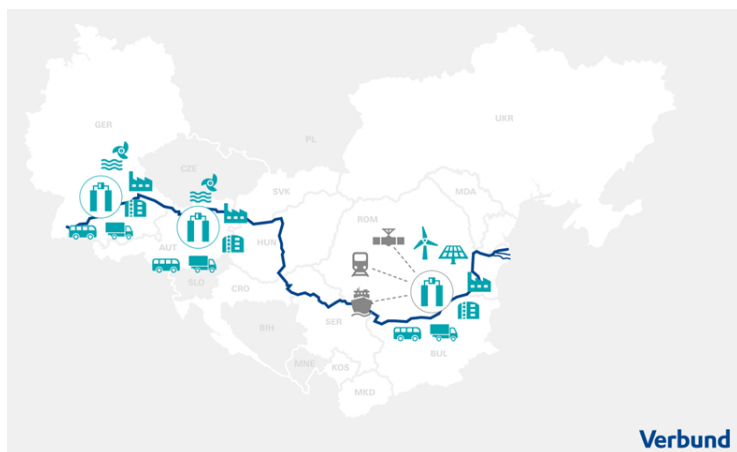 GER
PL
UKR
CZE
SVK
MDA
ROM
AUT
HUN
SLO
CRO
BIH
SER
BUL
MNE
KOS
MKD
Verbund